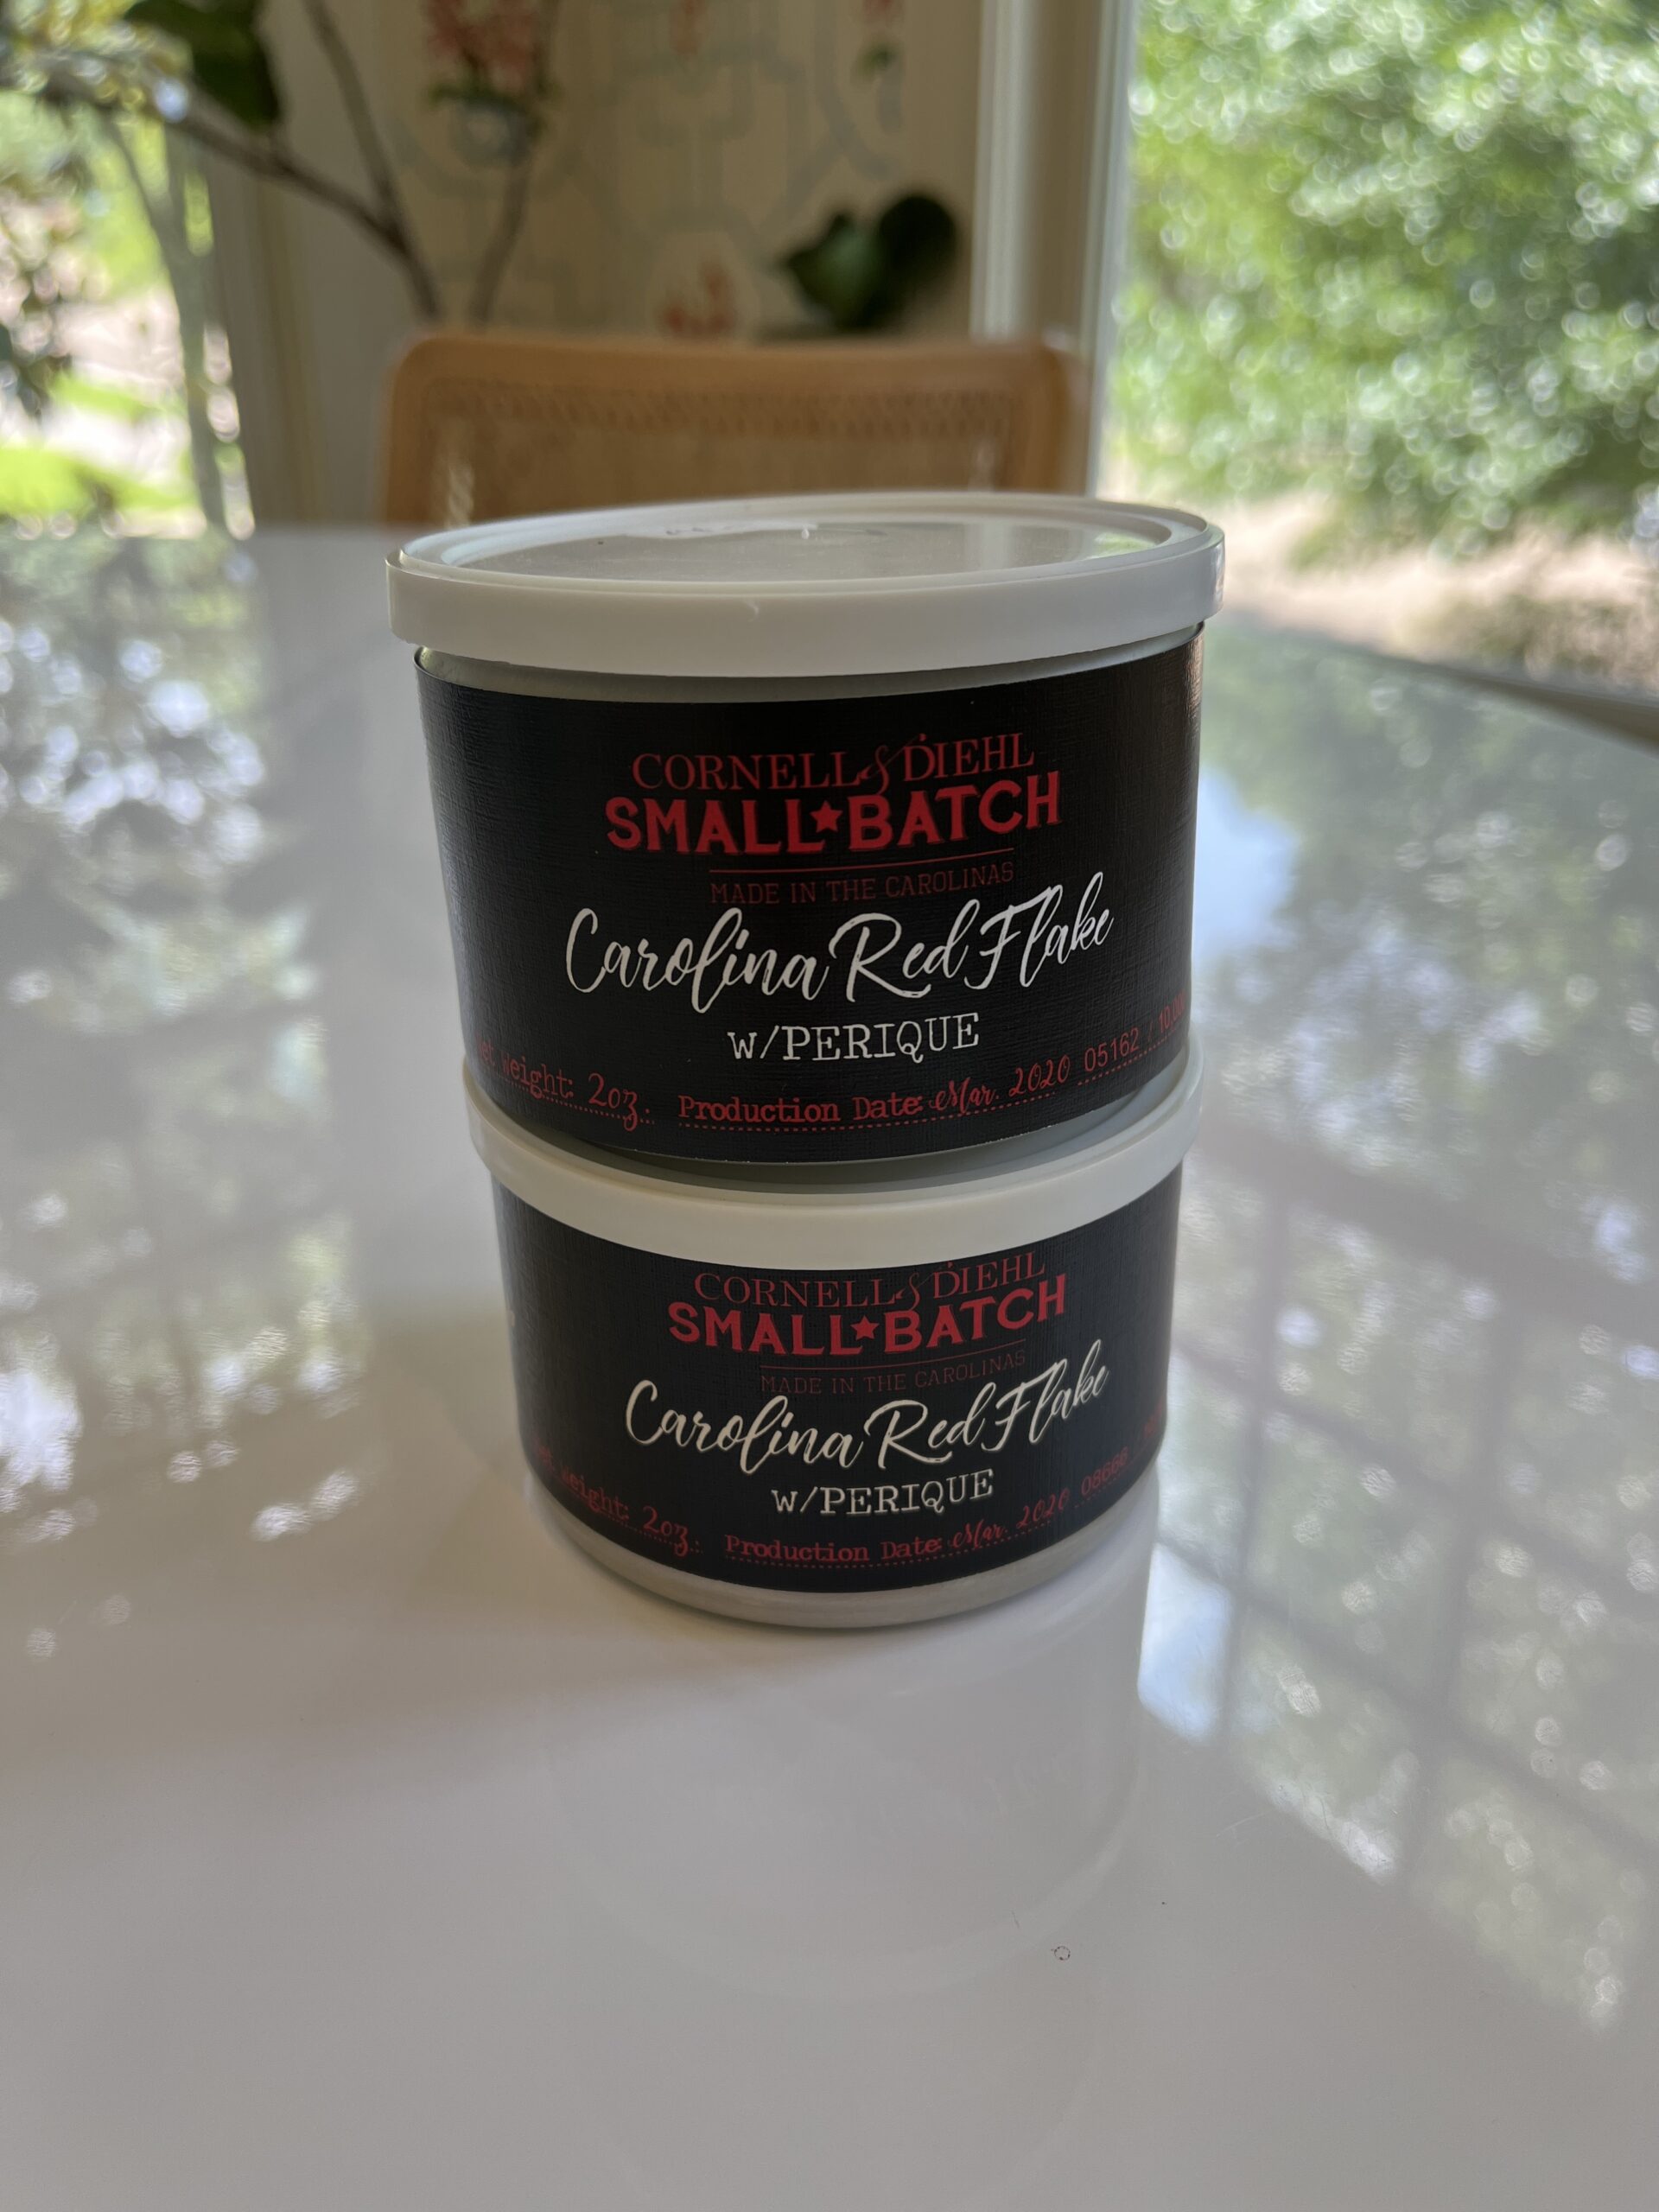 CORNELL & DIEHL
SMALL★BATCH
MADE IN THE CAROLINAS
Carolina Red Flake
W/PERIQUE
weight: 2oz. Production Date: Mar. 2020 05162 / 10,00
CORNELL & DIEHL
SMALL★BATCH
MADE IN THE CAROLINAS
Carolina Red Flake
W/PERIQUE
weight: 2oz. Production Date: Mar. 2020